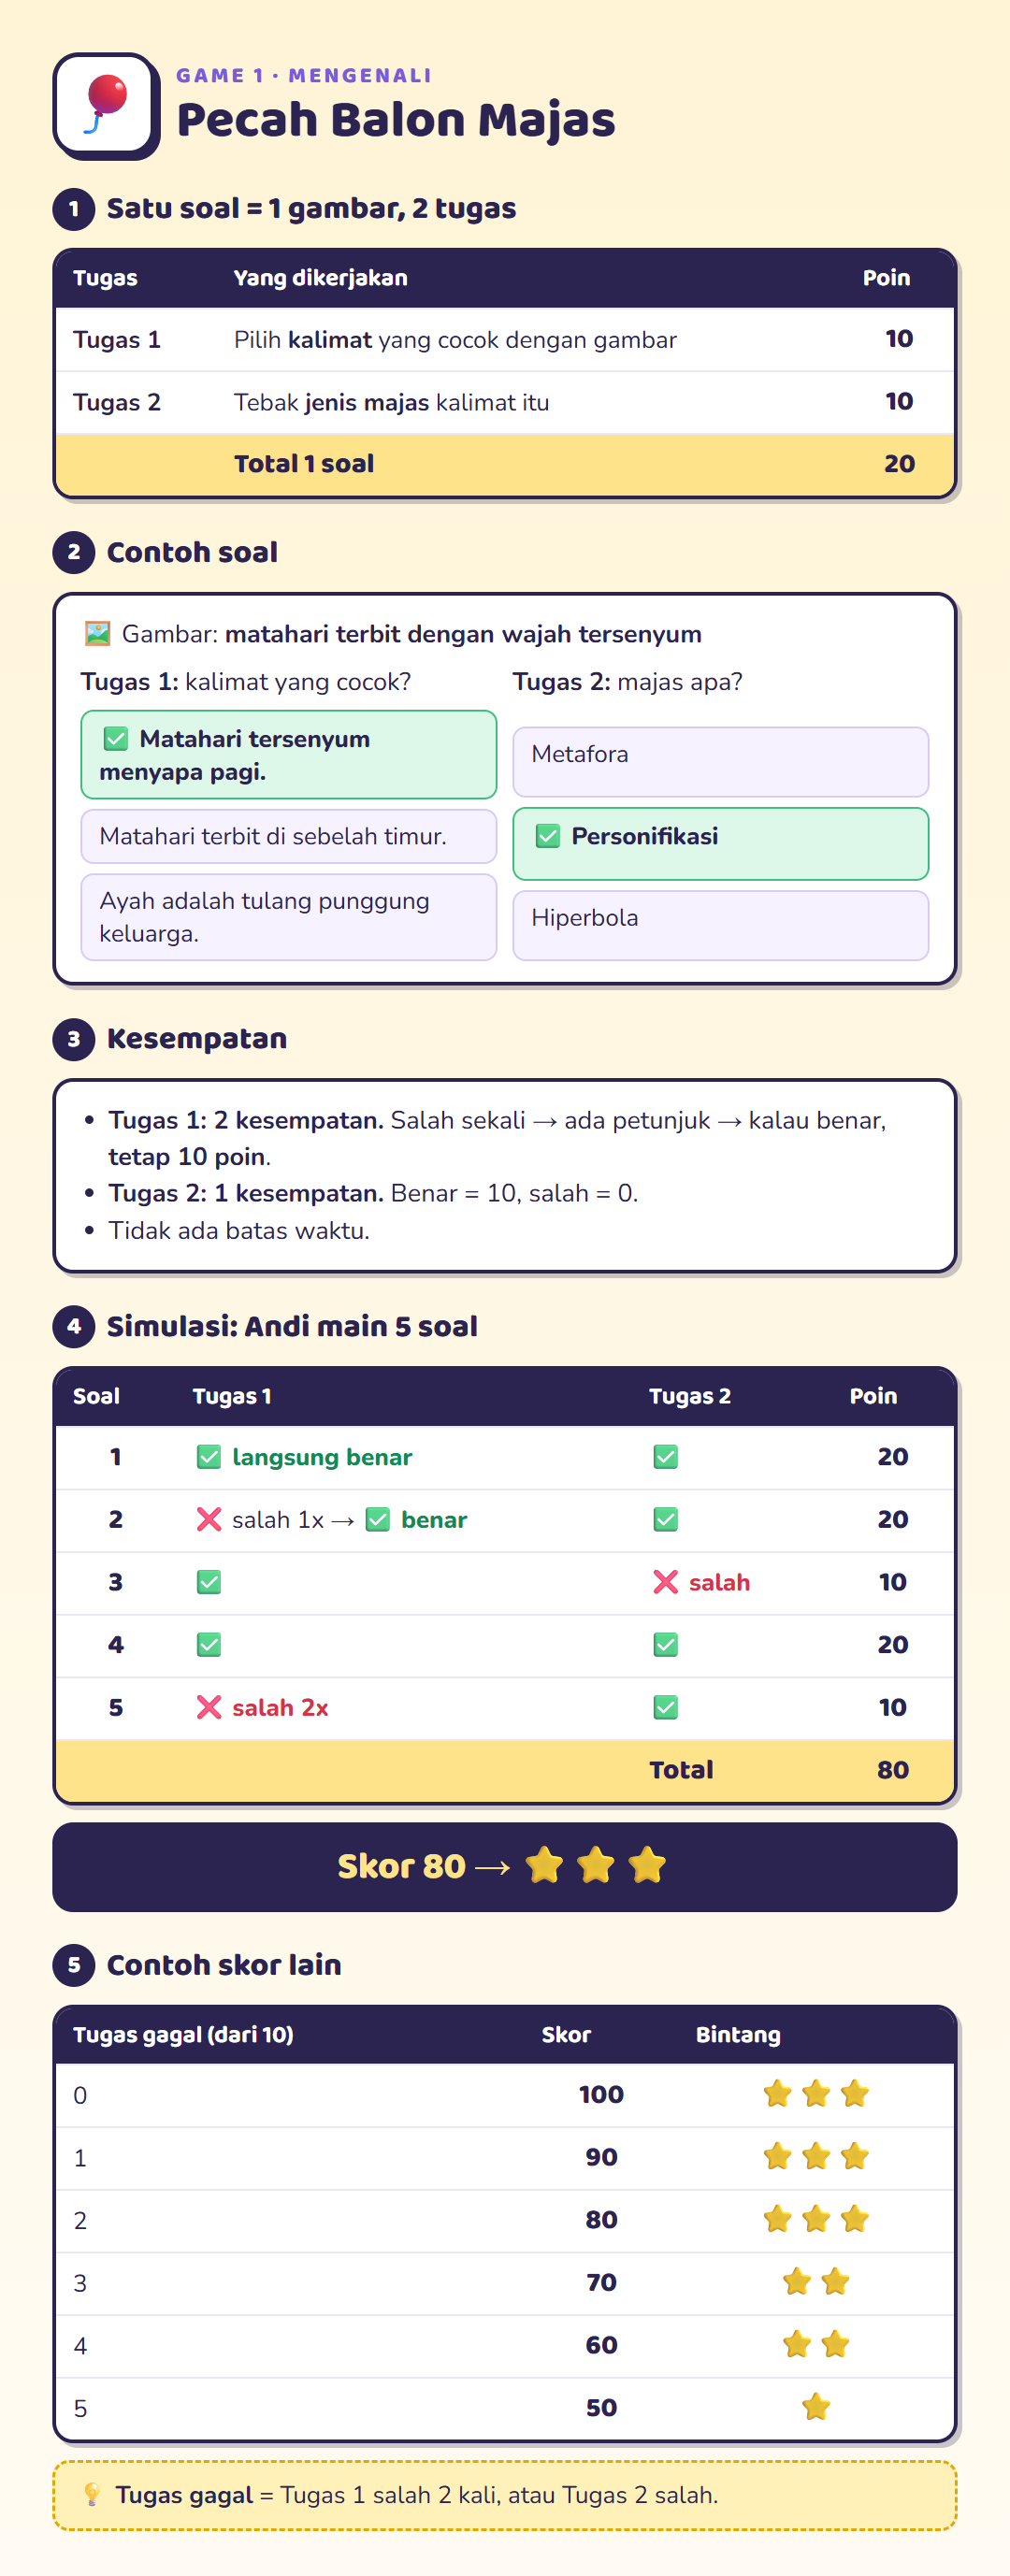 GAME 1 · MENGENALI
Pecah Balon Majas
1 Satu soal = 1 gambar, 2 tugas
Tugas Yang dikerjakan Poin
Tugas 1 Pilih kalimat yang cocok dengan gambar 10
Tugas 2 Tebak jenis majas kalimat itu 10
Total 1 soal 20
2 Contoh soal
🖼️ Gambar: matahari terbit dengan wajah tersenyum
Tugas 1: kalimat yang cocok?
✅ Matahari tersenyum
menyapa pagi.
Matahari terbit di sebelah timur.
Ayah adalah tulang punggung
keluarga.
Tugas 2: majas apa?
Metafora
✅ Personifikasi
Hiperbola
3 Kesempatan
• Tugas 1: 2 kesempatan. Salah sekali → ada petunjuk → kalau benar,
tetap 10 poin.
• Tugas 2: 1 kesempatan. Benar = 10, salah = 0.
• Tidak ada batas waktu.
4 Simulasi: Andi main 5 soal
Soal Tugas 1 Tugas 2 Poin
1 ✅ langsung benar ✅ 20
2 ❌ salah 1x → ✅ benar ✅ 20
3 ✅ ❌ salah 10
4 ✅ ✅ 20
5 ❌ salah 2x ✅ 10
Total 80
Skor 80 → ⭐ ⭐ ⭐
5 Contoh skor lain
Tugas gagal (dari 10) Skor Bintang
0 100 ⭐ ⭐ ⭐
1 90 ⭐ ⭐ ⭐
2 80 ⭐ ⭐ ⭐
3 70 ⭐ ⭐
4 60 ⭐ ⭐
5 50 ⭐
💡 Tugas gagal = Tugas 1 salah 2 kali, atau Tugas 2 salah.